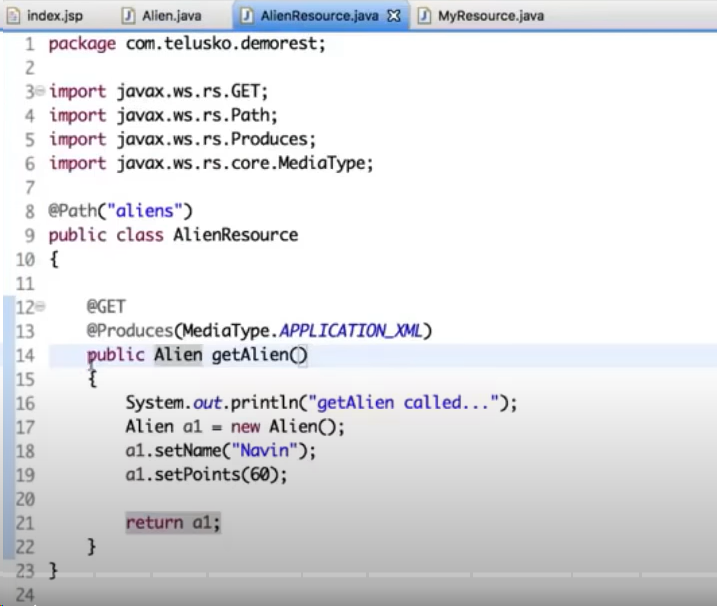 index.jsp Alien.java AlienResource.java MyResource.java
1 package com.telusko.demorest;
2
3 import javax.ws.rs.GET;
4 import javax.ws.rs.Path;
5 import javax.ws.rs.Produces;
6 import javax.ws.rs.core.MediaType;
7
8 @Path("aliens")
9 public class AlienResource
10 {
11
12 @GET
13 @Produces(MediaType.APPLICATION_XML)
14 public Alien getAlien()
15 {
16 System.out.println("getAlien called...");
17 Alien a1 = new Alien();
18 a1.setName("Navin");
19 a1.setPoints(60);
20
21 return a1;
22 }
23 }
24